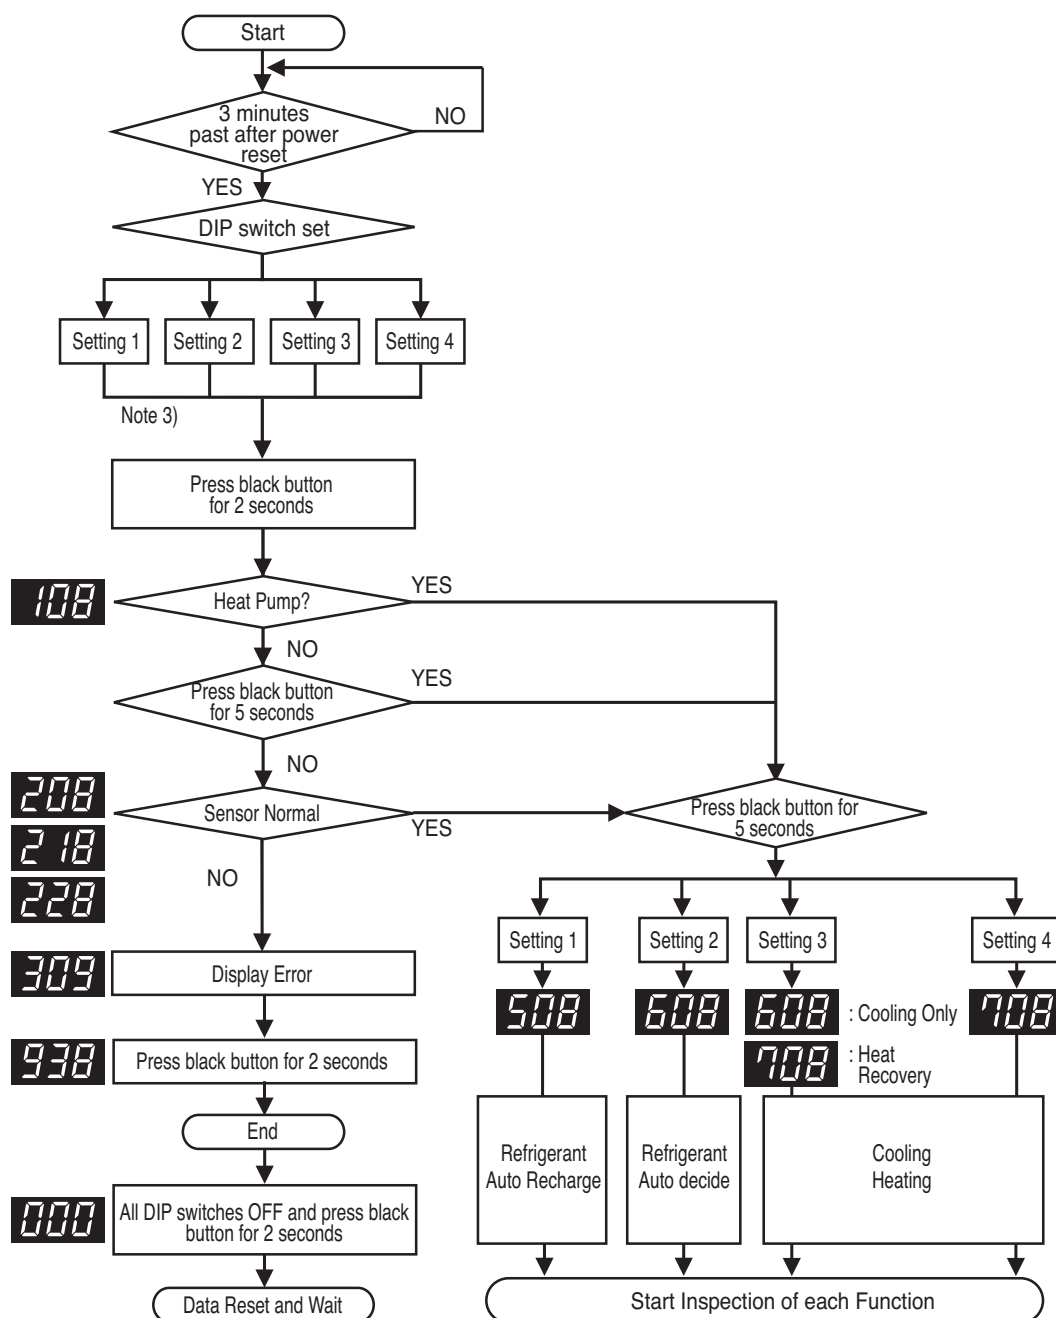 Start
3 minutes
past after power
reset
NO
YES
DIP switch set
Setting 1
Setting 2
Setting 3
Setting 4
Note 3)
Press black button
for 2 seconds
108
Heat Pump?
YES
NO
Press black button
for 5 seconds
YES
NO
208
218
228
Sensor Normal
YES
NO
Press black button for
5 seconds
Setting 1
Setting 2
Setting 3
Setting 4
508
608
608
: Cooling Only
708
708
: Heat
Recovery
309
Display Error
938
Press black button for 2 seconds
End
Refrigerant
Auto Recharge
Refrigerant
Auto decide
Cooling
Heating
000
All DIP switches OFF and press black
button for 2 seconds
Data Reset and Wait
Start Inspection of each Function